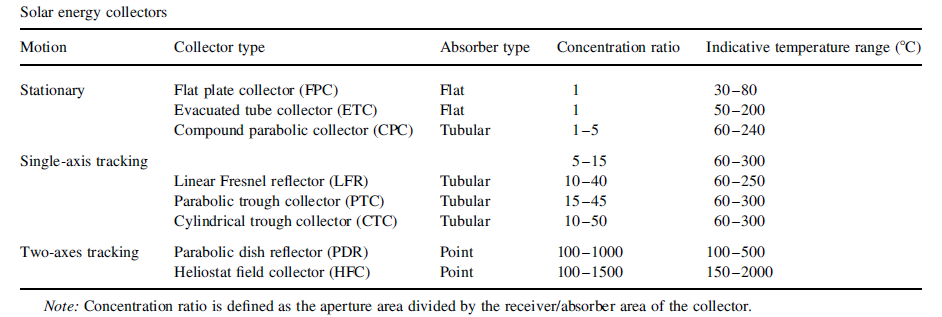 Solar energy collectors
Motion Collector type Absorber type Concentration ratio Indicative temperature range (°C)
Stationary Flat plate collector (FPC) Flat 1 30–80
Evacuated tube collector (ETC) Flat 1 50–200
Compound parabolic collector (CPC) Tubular 1–5 60–240
Single-axis tracking 5–15 60–300
Linear Fresnel reflector (LFR) Tubular 10–40 60–250
Parabolic trough collector (PTC) Tubular 15–45 60–300
Cylindrical trough collector (CTC) Tubular 10–50 60–300
Two-axes tracking Parabolic dish reflector (PDR) Point 100–1000 100–500
Heliostat field collector (HFC) Point 100–1500 150–2000
Note: Concentration ratio is defined as the aperture area divided by the receiver/absorber area of the collector.